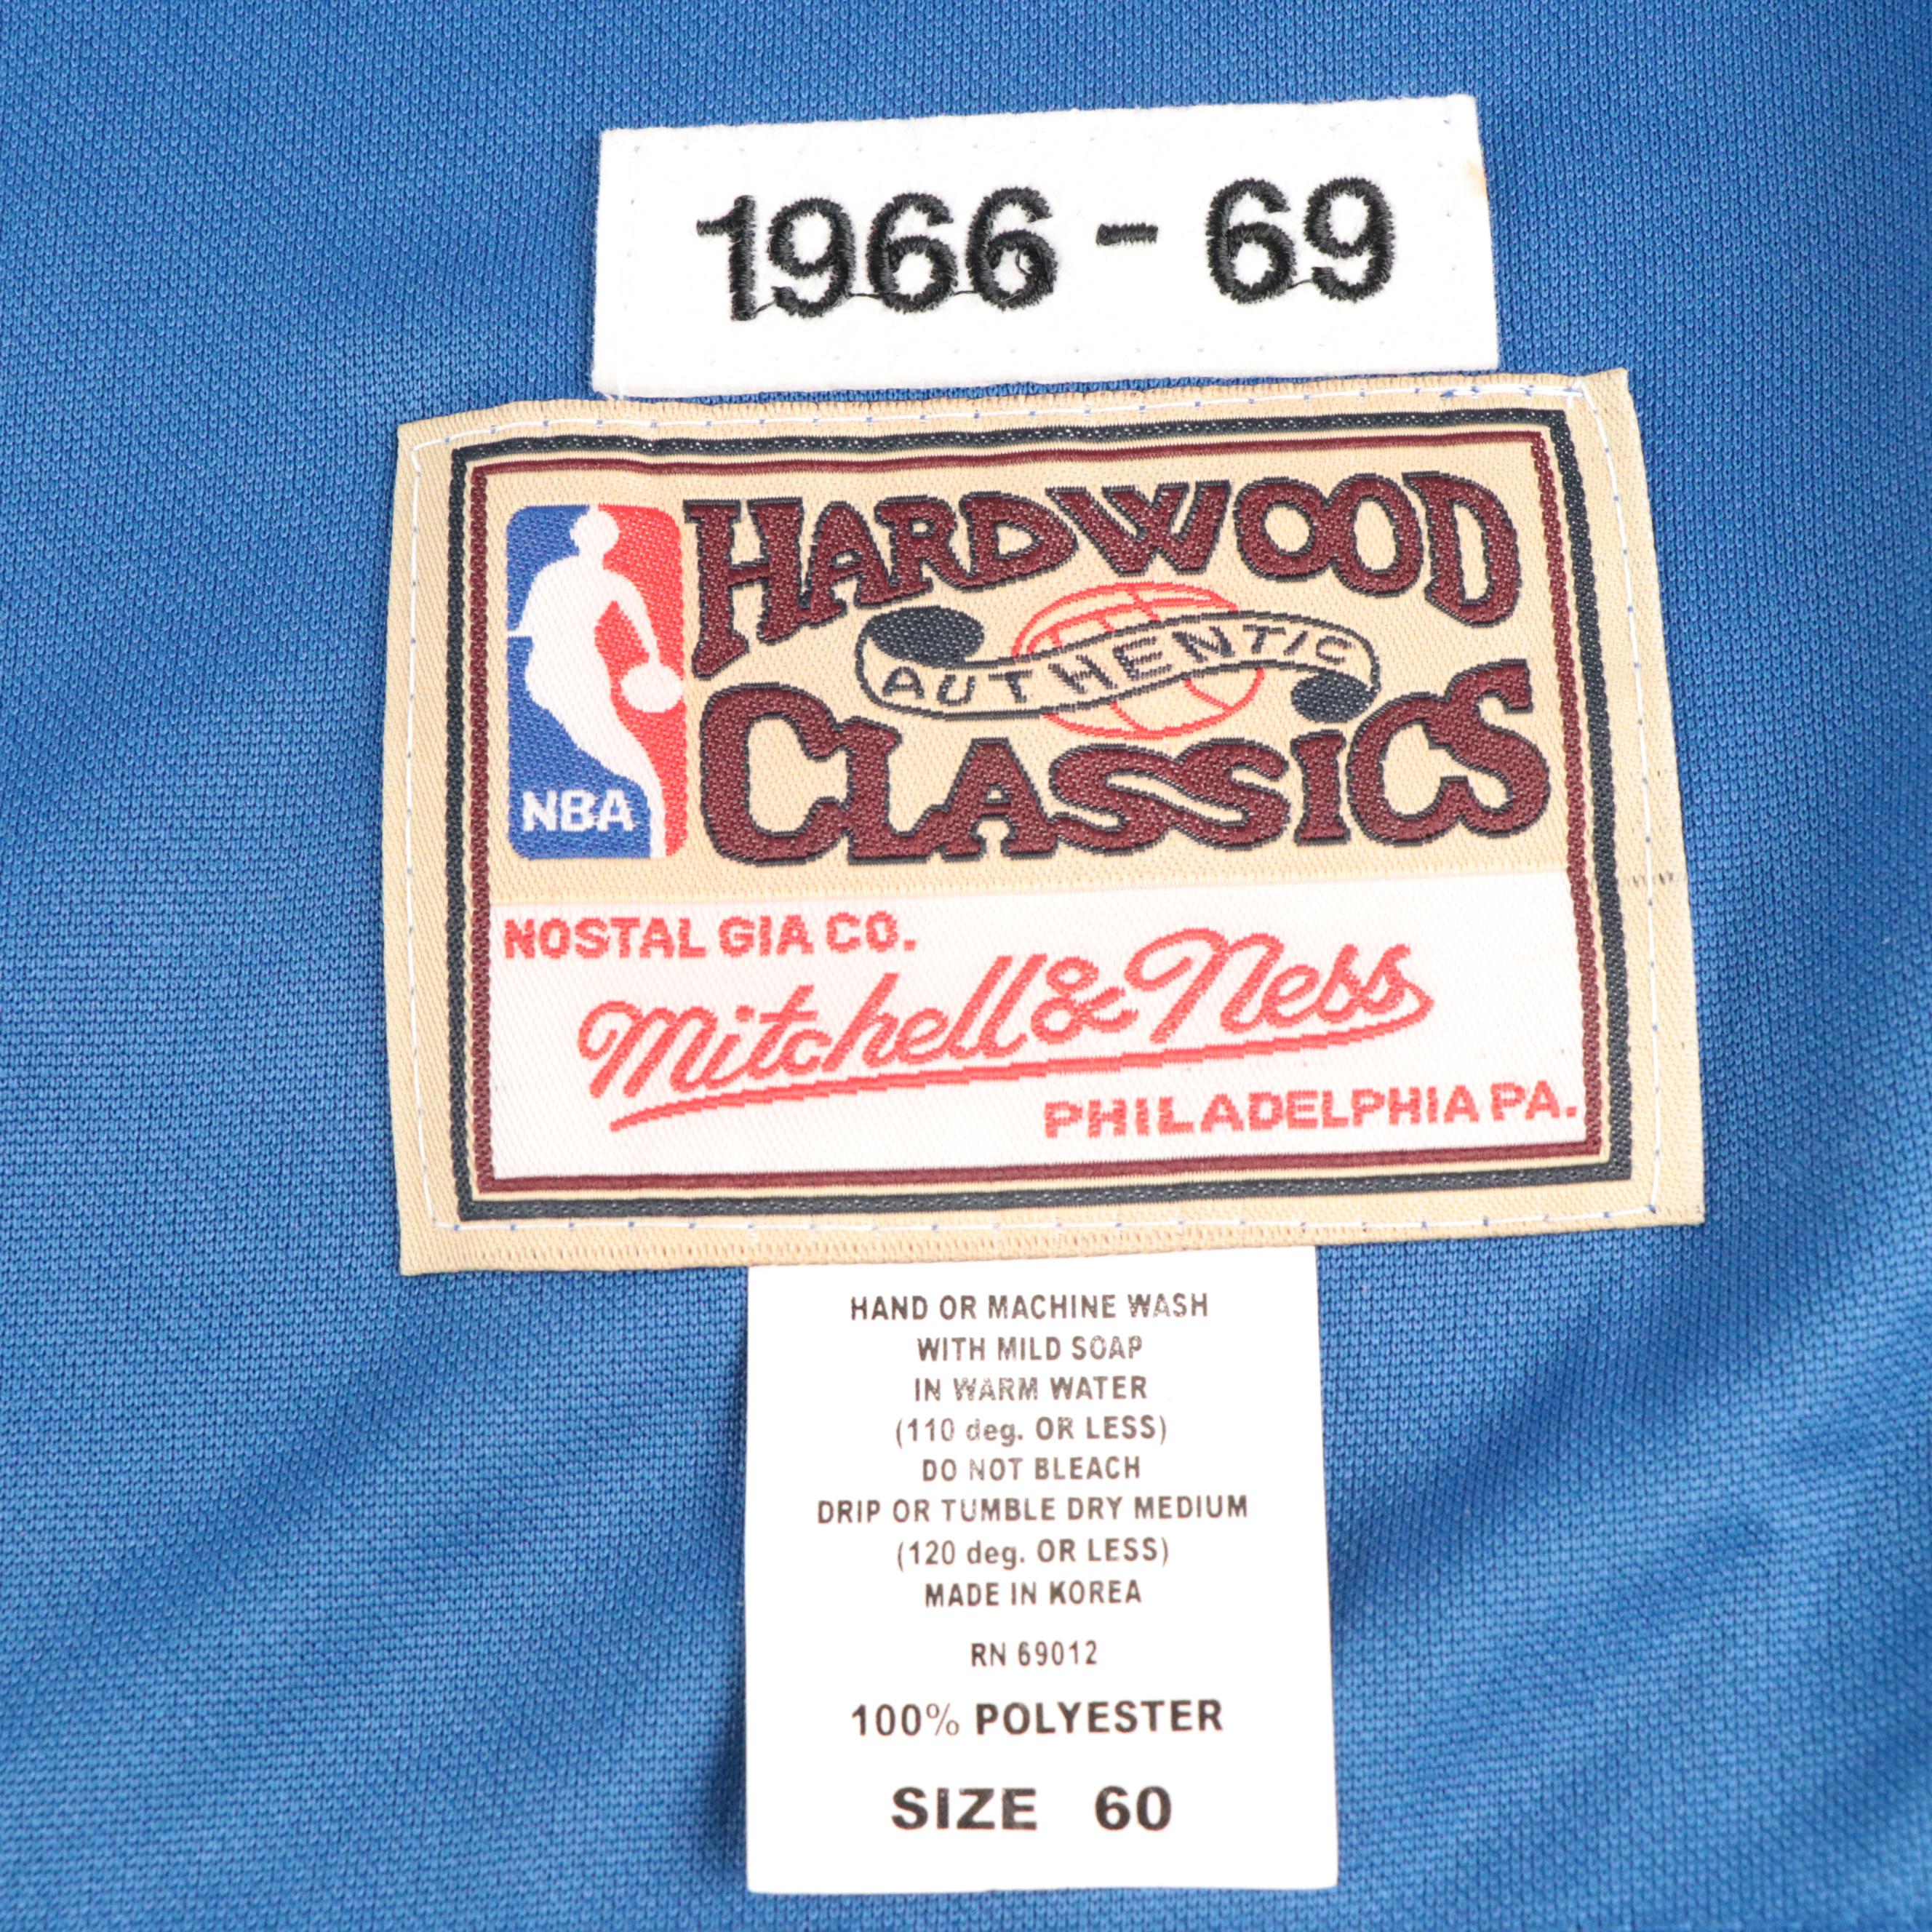 1966 - 69
HARDWOOD
AUTHENTIC
CLASSICS
NBA
NOSTALGIA CO.
Mitchell & Ness
PHILADELPHIA PA.
HAND OR MACHINE WASH
WITH MILD SOAP
IN WARM WATER
(110 deg. OR LESS)
DO NOT BLEACH
DRIP OR TUMBLE DRY MEDIUM
(120 deg. OR LESS)
MADE IN KOREA
RN 69012
100% POLYESTER
SIZE 60